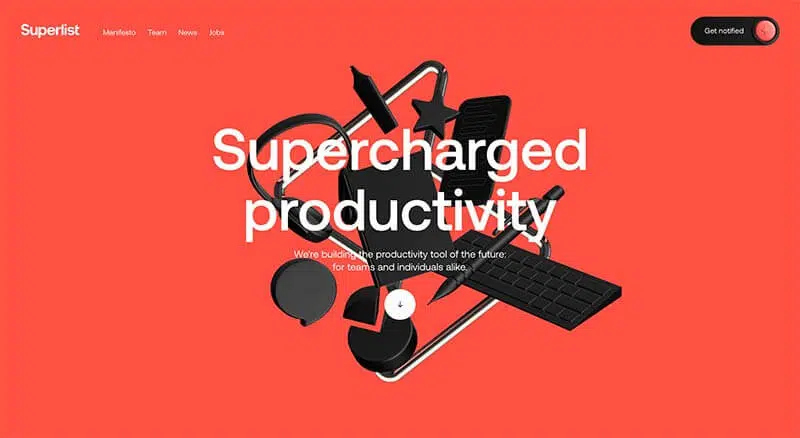 Superlist
Manifesto Team News Jobs
Get notified
Supercharged
productivity
We're building the productivity tool of the future:
for teams and individuals alike.